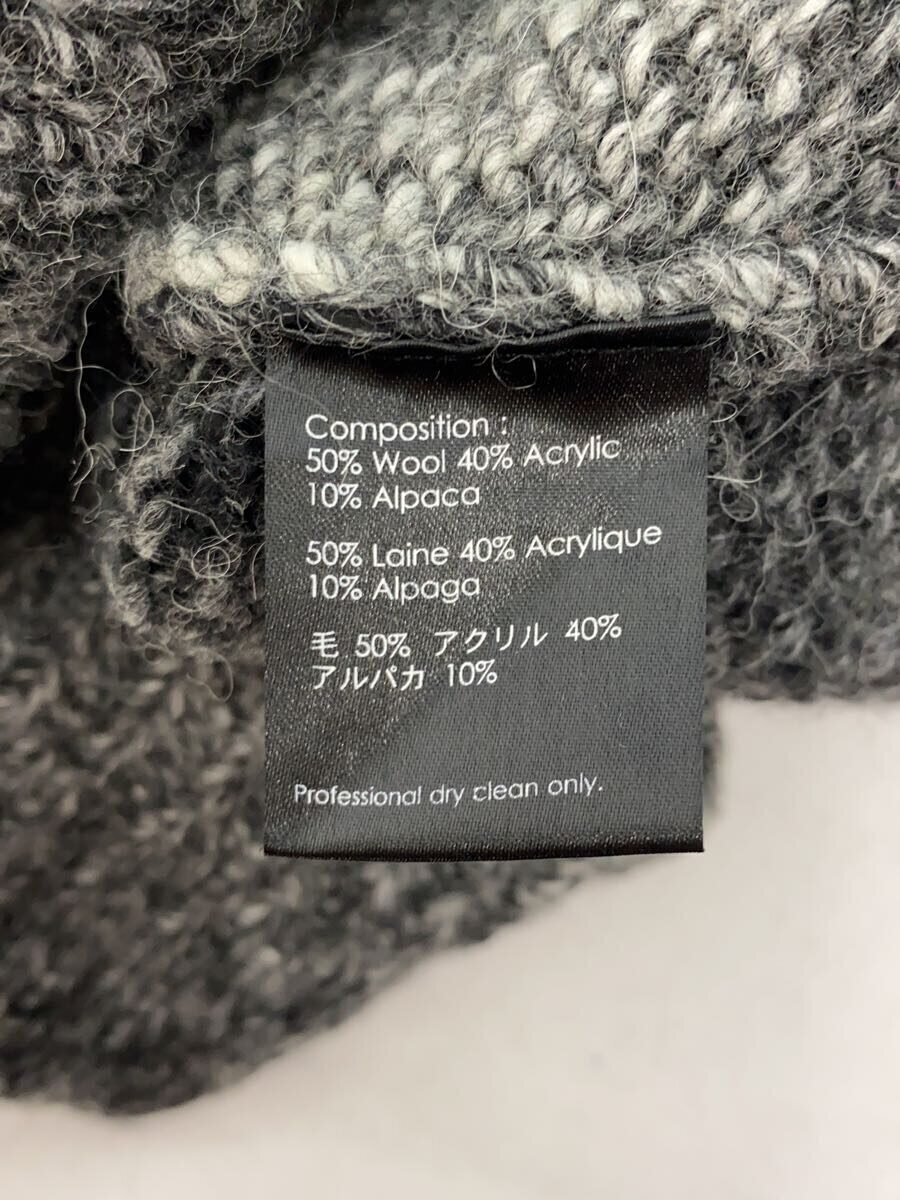 Composition :
50% Wool 40% Acrylic
10% Alpaca
50% Laine 40% Acrylique
10% Alpaga
毛 50% アクリル 40%
アルパカ 10%
Professional dry clean only.